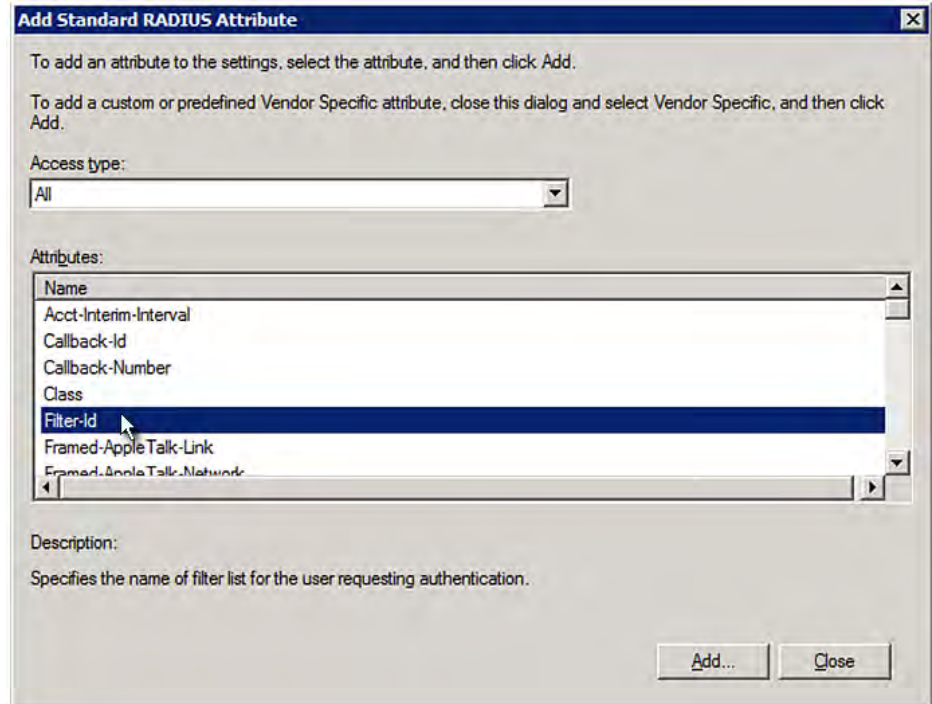 Add Standard RADIUS Attribute
To add an attribute to the settings, select the attribute, and then click Add.
To add a custom or predefined Vendor Specific attribute, close this dialog and select Vendor Specific, and then click
Add.
Access type:
All
Attributes:
Name
Acct-Interim-Interval
Callback-Id
Callback-Number
Class
Filter-Id
Framed-AppleTalk-Link
Framed-AppleTalk-Network
Description:
Specifies the name of filter list for the user requesting authentication.
Add...
Close